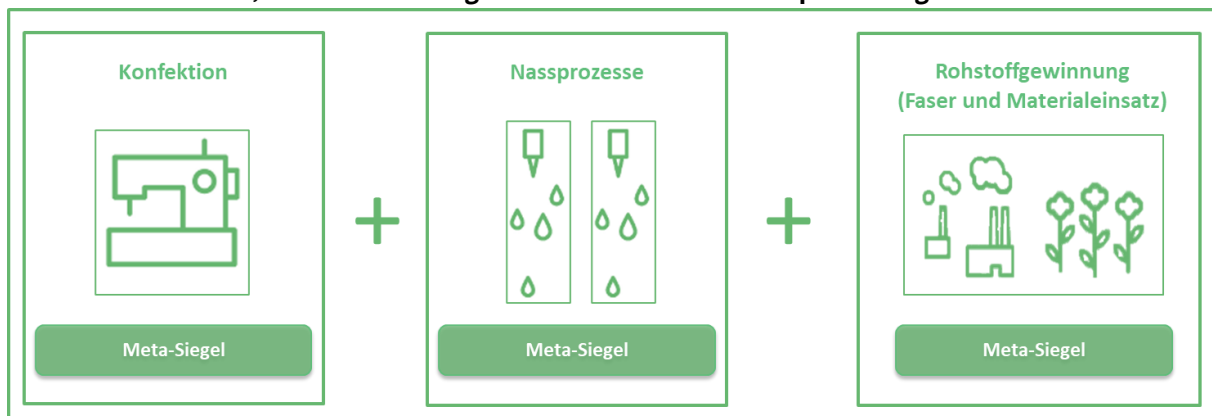 Konfektion
Nassprozesse
Rohstoffgewinnung
(Faser und Materialeinsatz)
Meta-Siegel
Meta-Siegel
Meta-Siegel